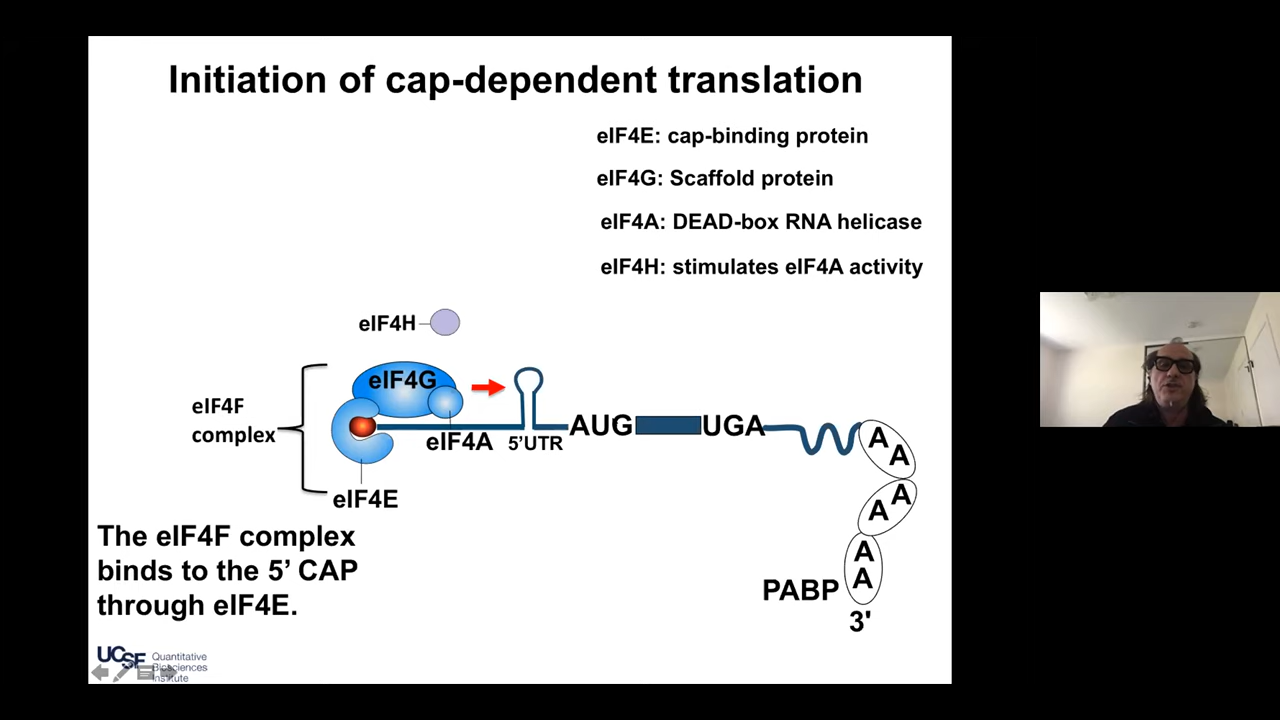 Initiation of cap-dependent translation
eIF4E: cap-binding protein
eIF4G: Scaffold protein
eIF4A: DEAD-box RNA helicase
eIF4H: stimulates eIF4A activity
eIF4H
eIF4G
eIF4F
complex
eIF4A
5'UTR
AUG
UGA
eIF4E
A
A
A
A
A
A
PABP
3'
The eIF4F complex
binds to the 5’ CAP
through eIF4E.
UCSF
Quantitative
Biosciences
Institute